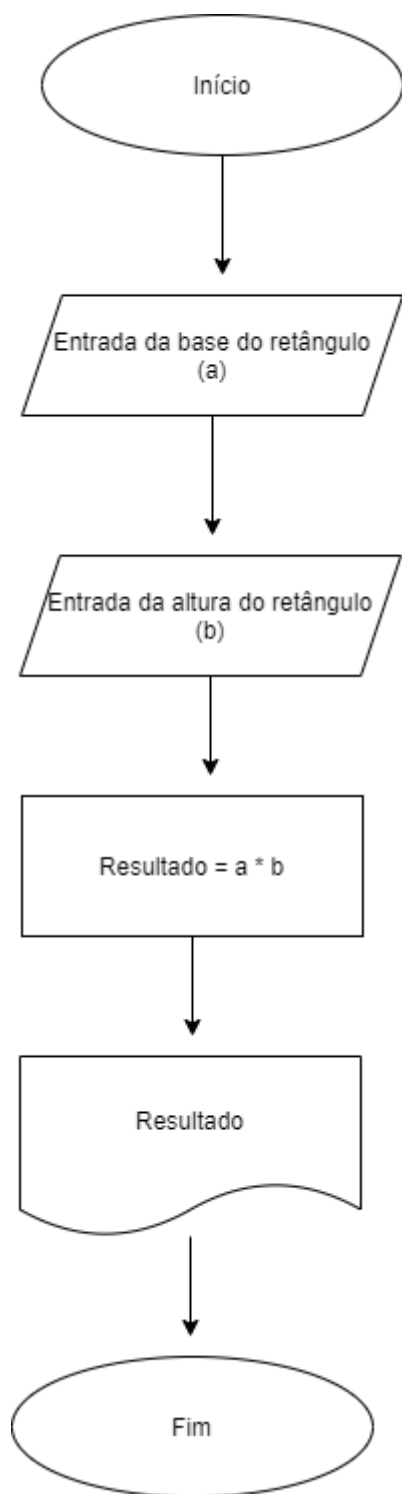 Início
Entrada da base do retângulo
(a)
Entrada da altura do retângulo
(b)
Resultado = a * b
Resultado
Fim